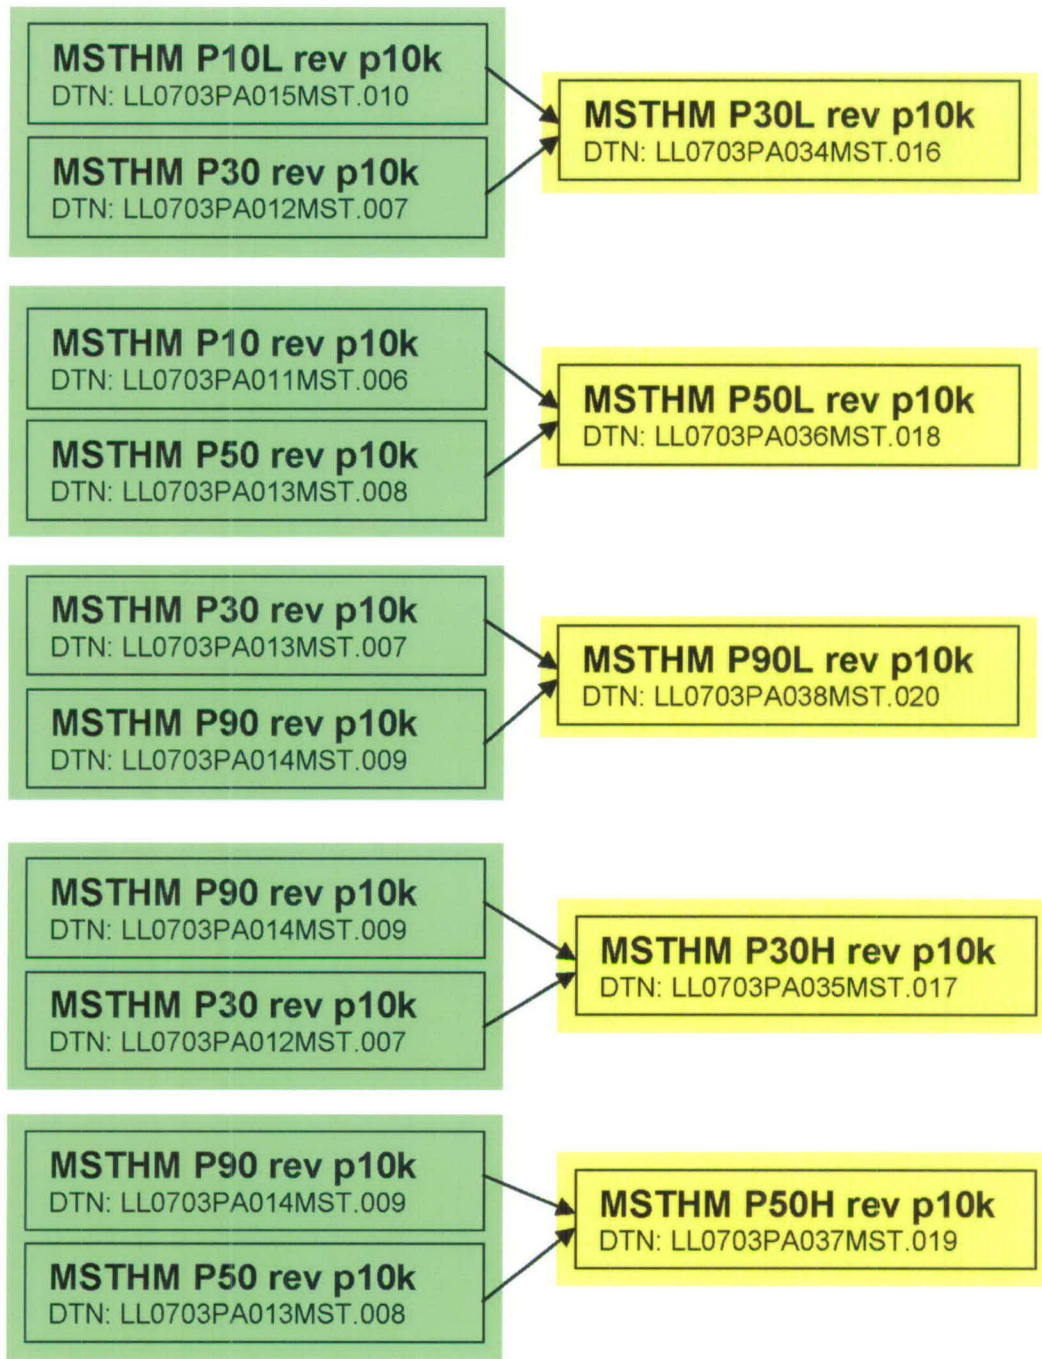 MSTHM P10L rev p10k
DTN: LL0703PA015MST.010
MSTHM P30 rev p10k
DTN: LL0703PA012MST.007
MSTHM P30L rev p10k
DTN: LL0703PA034MST.016
MSTHM P10 rev p10k
DTN: LL0703PA011MST.006
MSTHM P50 rev p10k
DTN: LL0703PA013MST.008
MSTHM P50L rev p10k
DTN: LL0703PA036MST.018
MSTHM P30 rev p10k
DTN: LL0703PA013MST.007
MSTHM P90 rev p10k
DTN: LL0703PA014MST.009
MSTHM P90L rev p10k
DTN: LL0703PA038MST.020
MSTHM P90 rev p10k
DTN: LL0703PA014MST.009
MSTHM P30 rev p10k
DTN: LL0703PA012MST.007
MSTHM P30H rev p10k
DTN: LL0703PA035MST.017
MSTHM P90 rev p10k
DTN: LL0703PA014MST.009
MSTHM P50 rev p10k
DTN: LL0703PA013MST.008
MSTHM P50H rev p10k
DTN: LL0703PA037MST.019